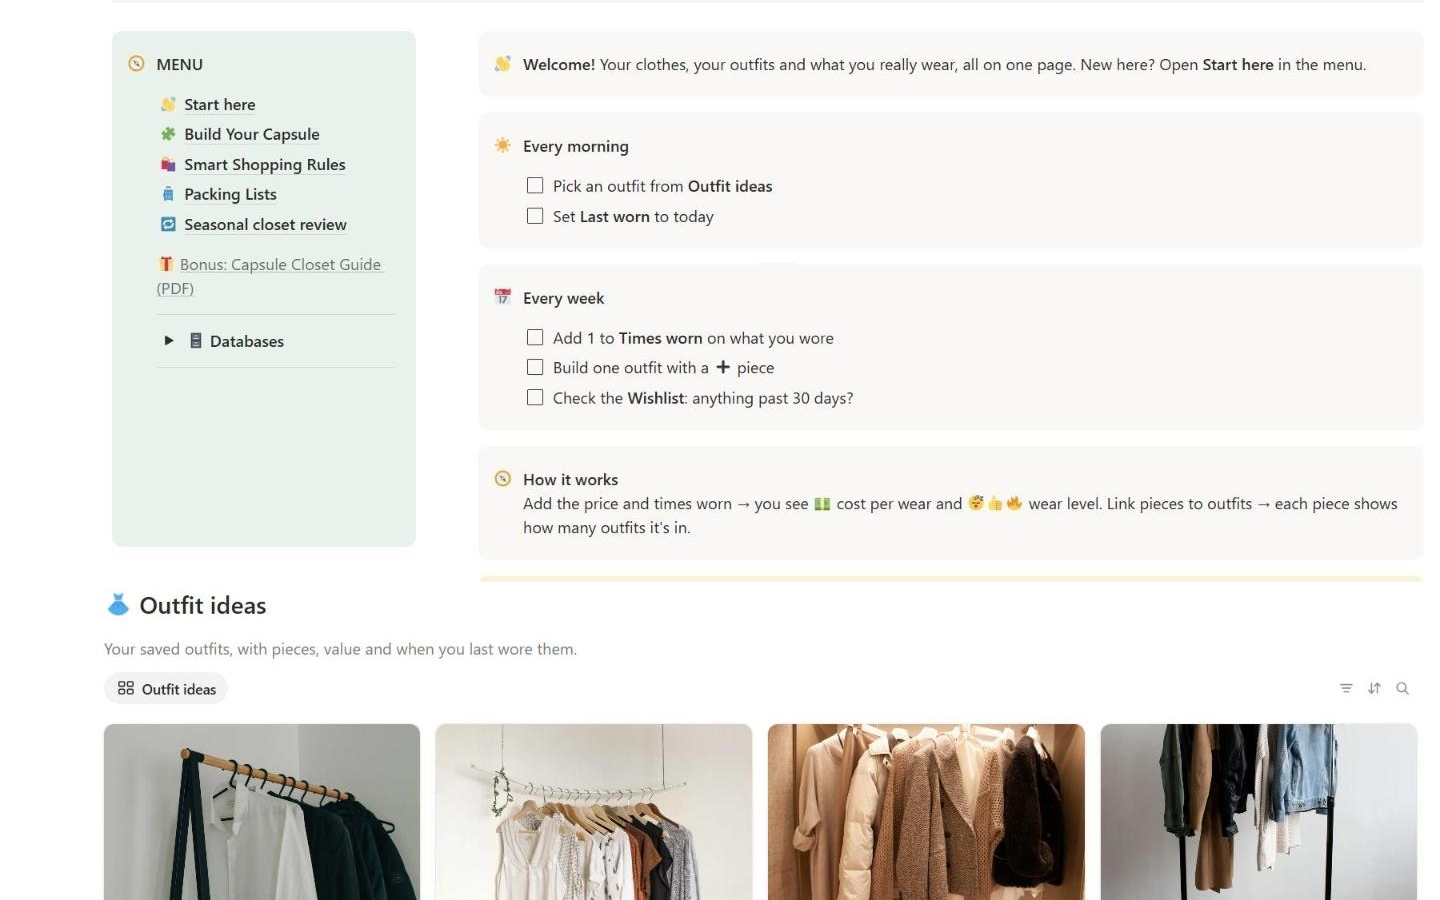 MENU
Start here
Build Your Capsule
Smart Shopping Rules
Packing Lists
Seasonal closet review
Bonus: Capsule Closet Guide
(PDF)
Databases
Welcome! Your clothes, your outfits and what you really wear, all on one page. New here? Open Start here in the menu.
Every morning
Pick an outfit from Outfit ideas
Set Last worn to today
Every week
Add 1 to Times worn on what you wore
Build one outfit with a ➕ piece
Check the Wishlist: anything past 30 days?
How it works
Add the price and times worn → you see 💵 cost per wear and 😴👍🔥 wear level. Link pieces to outfits → each piece shows
how many outfits it's in.
Outfit ideas
Your saved outfits, with pieces, value and when you last wore them.
Outfit ideas